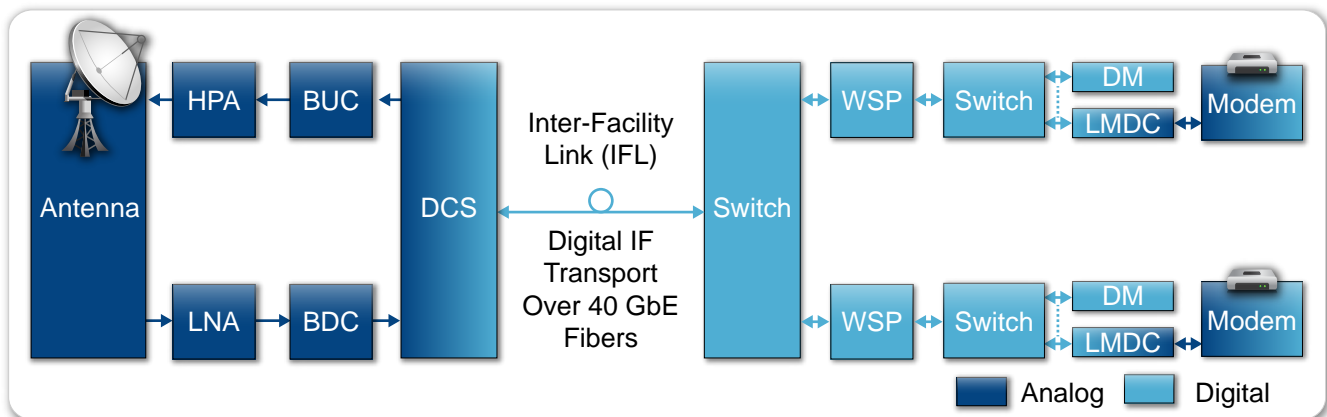 Antenna
HPA
BUC
LNA
BDC
DCS
Inter-Facility
Link (IFL)
Digital IF
Transport
Over 40 GbE
Fibers
Switch
WSP
Switch
DM
LMDC
Modem
WSP
Switch
DM
LMDC
Modem
Analog
Digital